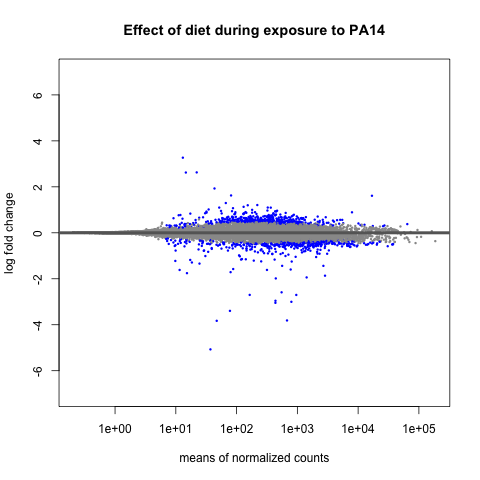 Effect of diet during exposure to PA14
log fold change
6
4
2
0
-2
-4
-6
1e+00 1e+01 1e+02 1e+03 1e+04 1e+05
means of normalized counts